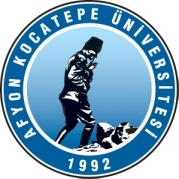 AFYON KOCATEPE ÜNİVERSİTESİ
1992